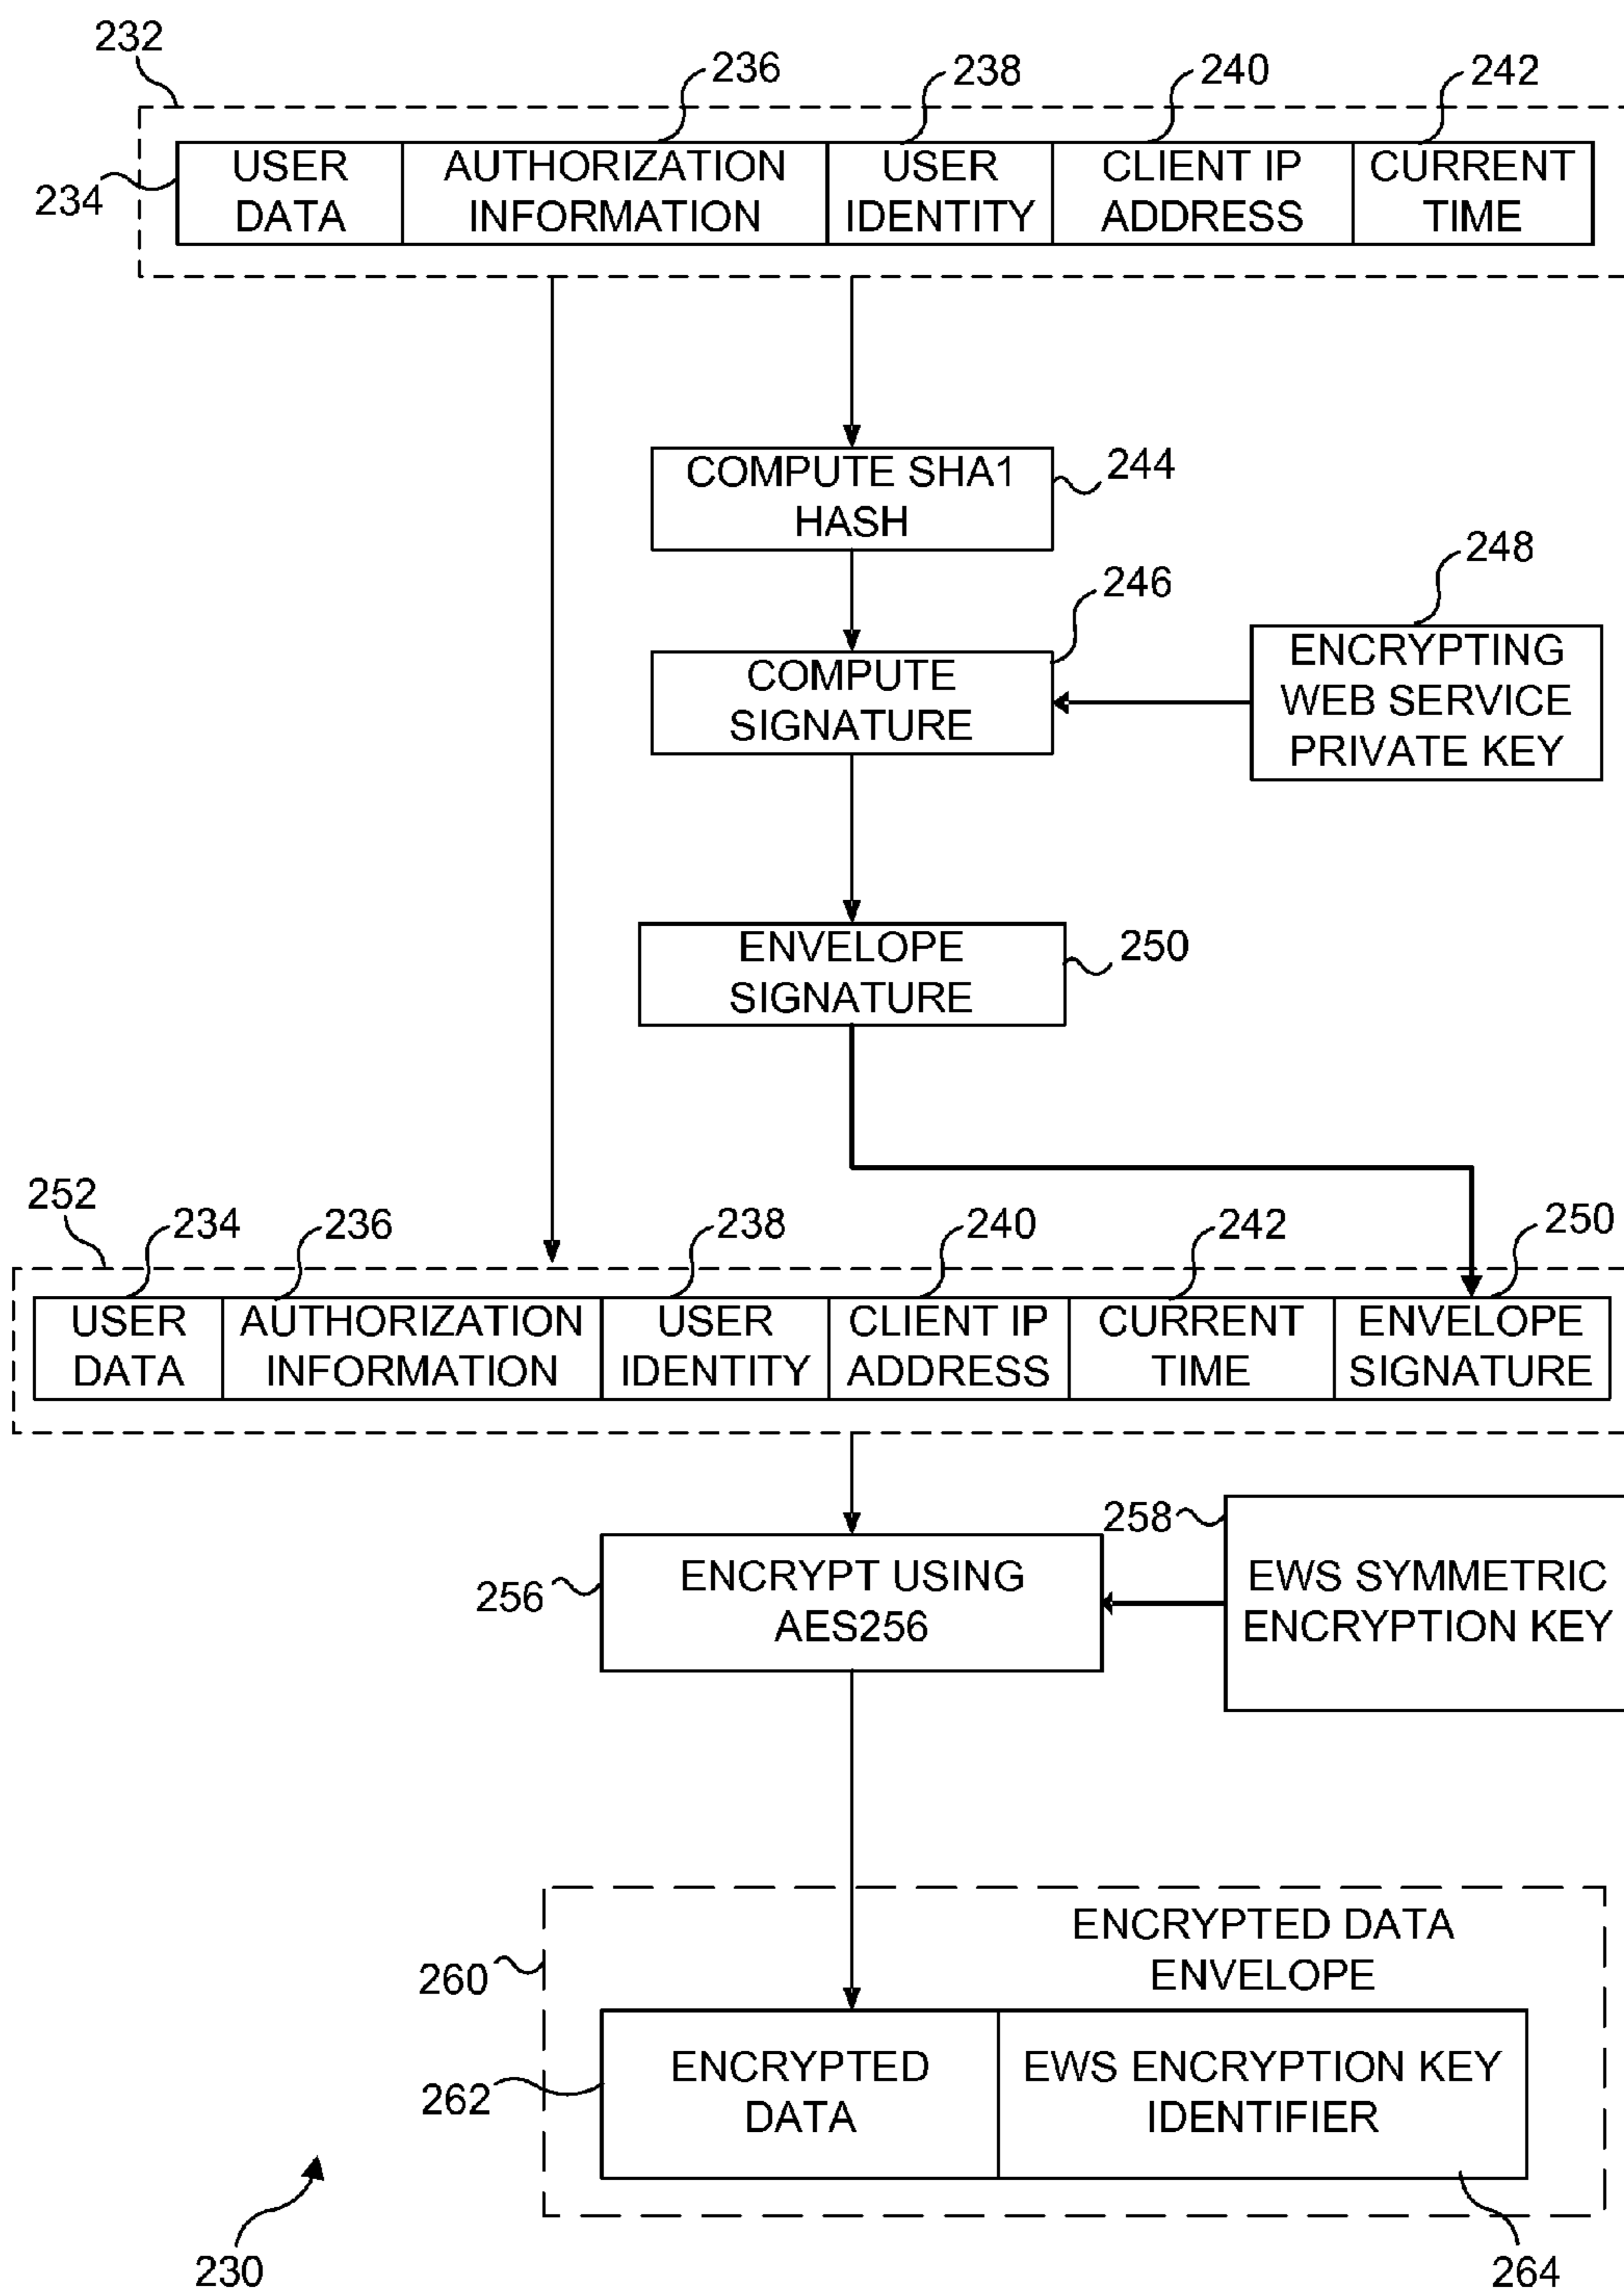 232
236
238
240
242
234
USER DATA
AUTHORIZATION INFORMATION
USER IDENTITY
CLIENT IP ADDRESS
CURRENT TIME
COMPUTE SHA1
HASH
244
246
248
COMPUTE
SIGNATURE
ENCRYPTING
WEB SERVICE
PRIVATE KEY
ENVELOPE
SIGNATURE
250
252
234
236
238
240
242
250
USER DATA
AUTHORIZATION INFORMATION
USER IDENTITY
CLIENT IP ADDRESS
CURRENT TIME
ENVELOPE SIGNATURE
258
256
ENCRYPT USING
AES256
EWS SYMMETRIC
ENCRYPTION KEY
ENCRYPTED DATA
ENVELOPE
260
262
ENCRYPTED
DATA
EWS ENCRYPTION KEY
IDENTIFIER
230
264